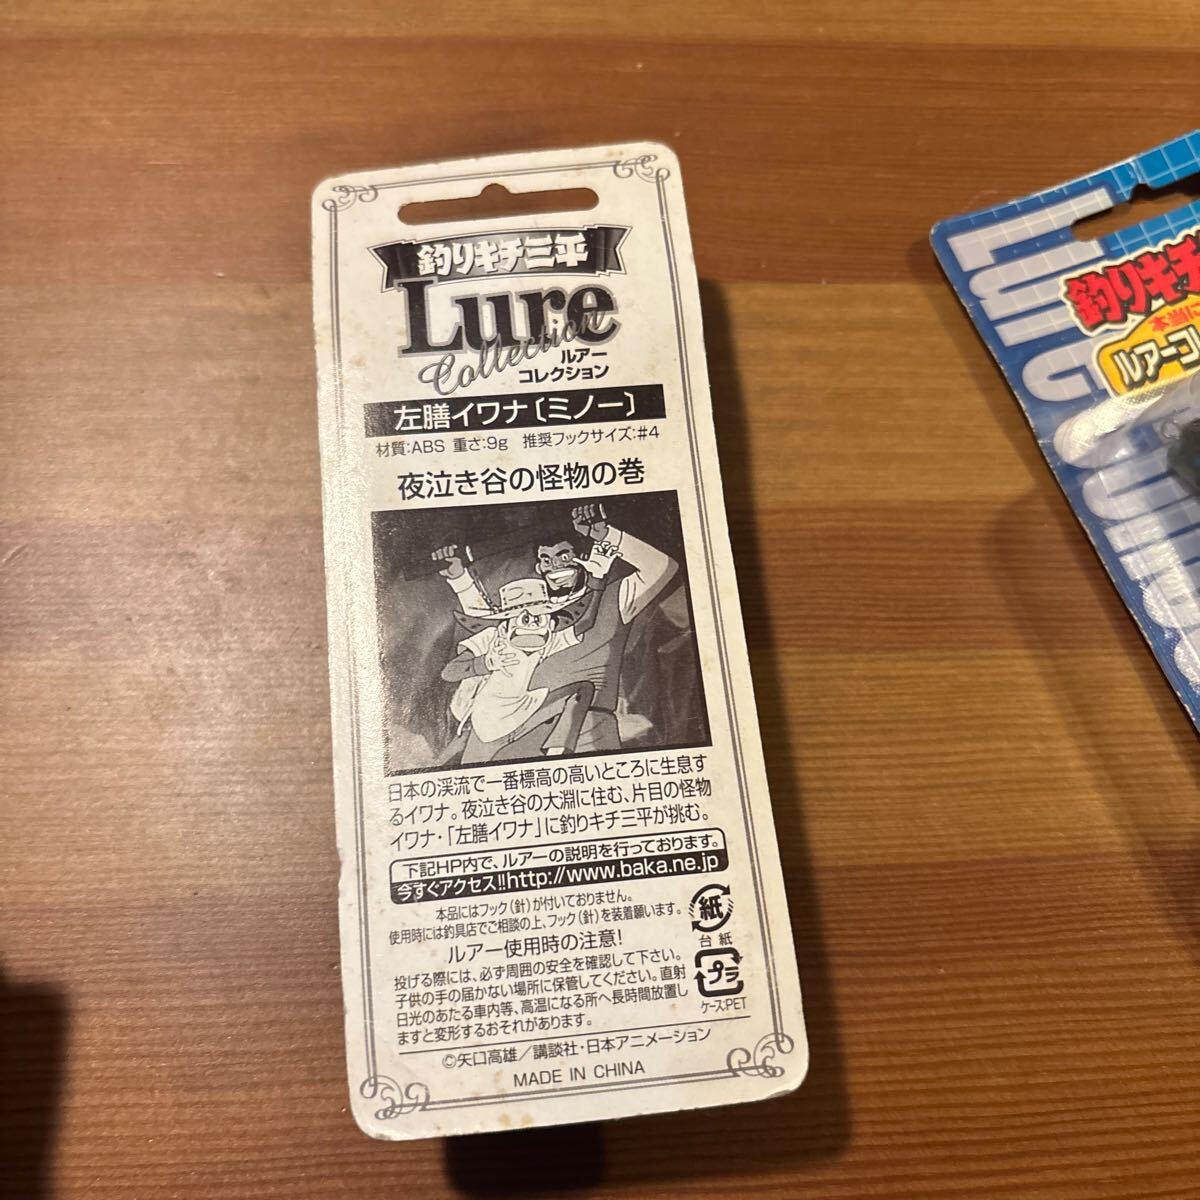 釣りキチ三平
Lure
Collection
ルアー
コレクション
左膳イワナ〔ミノー〕
材質:ABS 重さ:9g 推奨フックサイズ:#4
夜泣き谷の怪物の巻
日本の渓流で一番標高の高いところに生息す
るイワナ。夜泣き谷の大淵に住む、片目の怪物
イワナ・「左膳イワナ」に釣りキチ三平が挑む。
下記HP内で、ルアーの説明を行っております。
今すぐアクセス!!http://www.baka.ne.jp
本品にはフック(針)が付いておりません。
使用時には釣具店でご相談の上、フック(針)を装着願います。
紙
台紙
ルアー使用時の注意!
投げる際には、必ず周囲の安全を確認して下さい。
子供の手の届かない場所に保管してください。直射
日光のあたる車内等、高温になる所へ長時間放置し
ますと変形するおそれがあります。
プラ
ケース:PET
©矢口高雄/講談社・日本アニメーション
MADE IN CHINA
釣りキチ
本当に
ルアーコレ